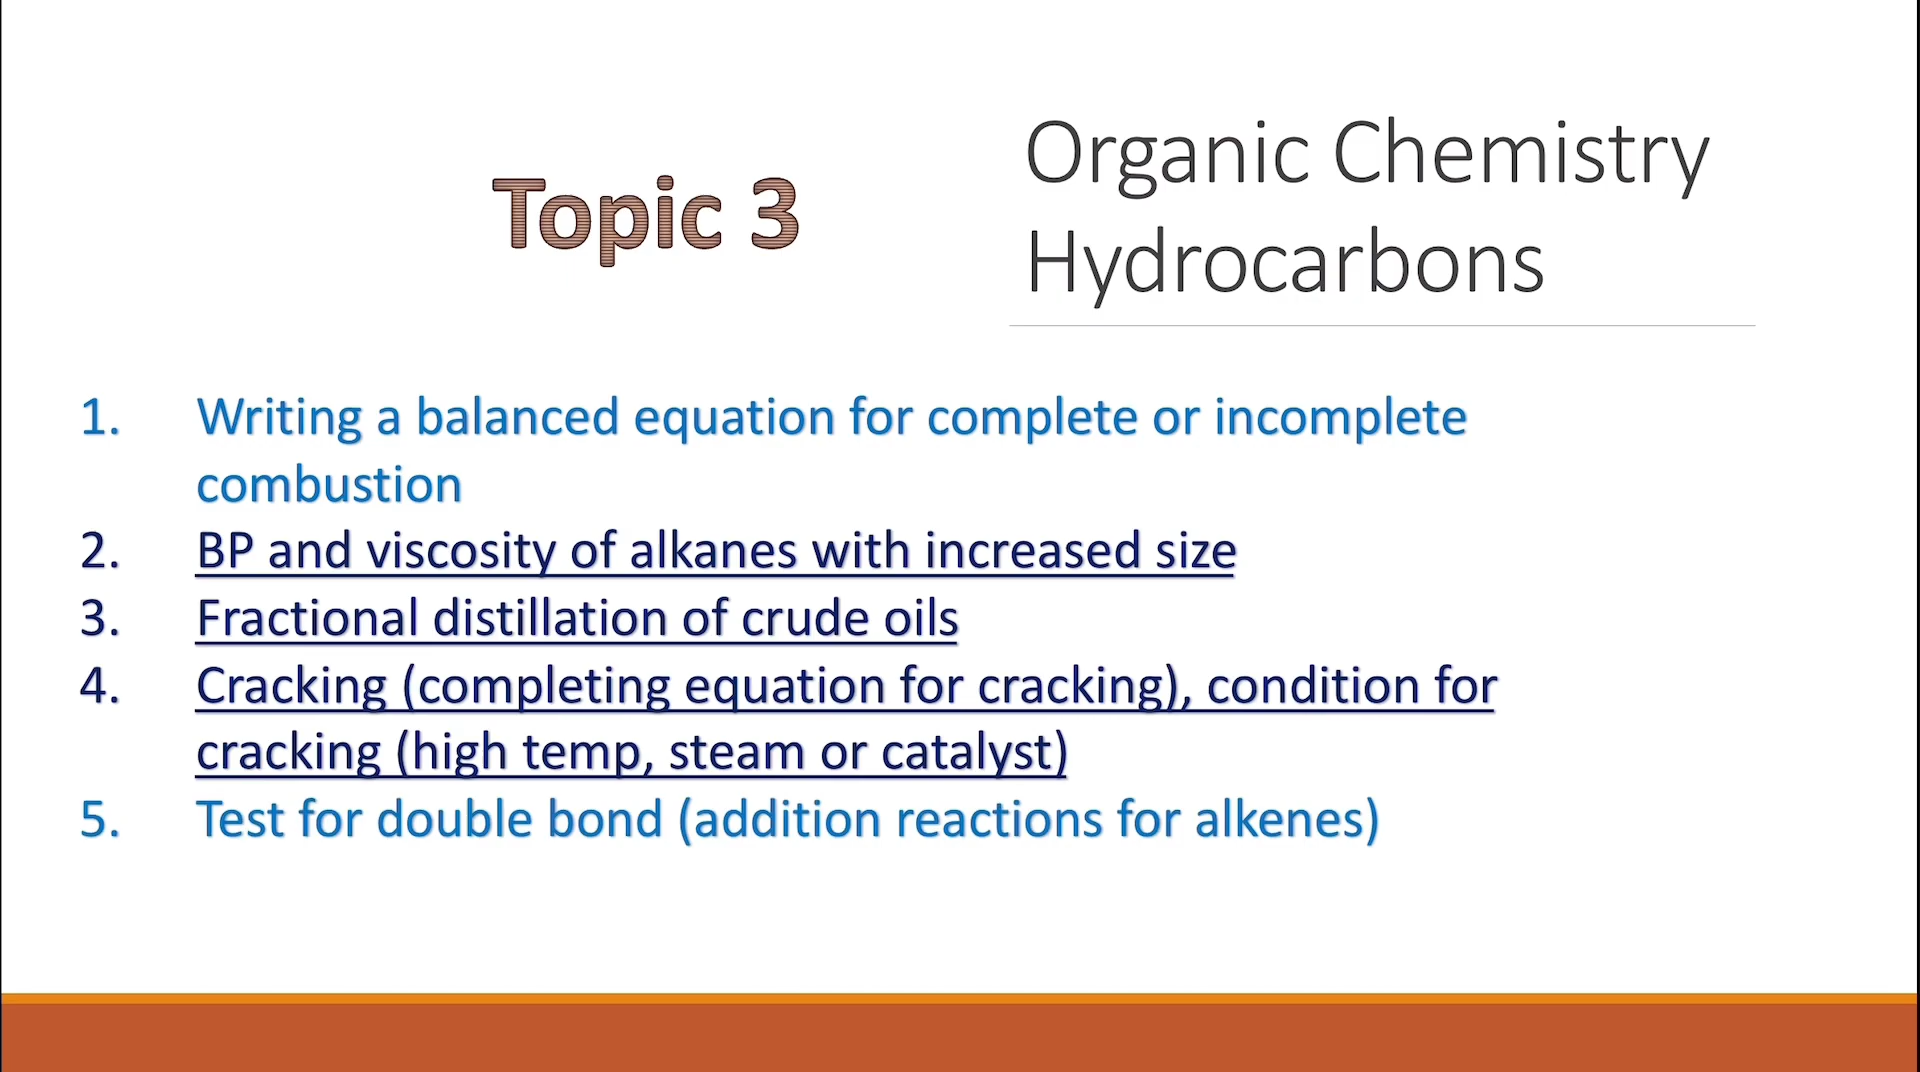 Topic 3
Organic Chemistry
Hydrocarbons
1. Writing a balanced equation for complete or incomplete
combustion
2. BP and viscosity of alkanes with increased size
3. Fractional distillation of crude oils
4. Cracking (completing equation for cracking), condition for
cracking (high temp, steam or catalyst)
5. Test for double bond (addition reactions for alkenes)